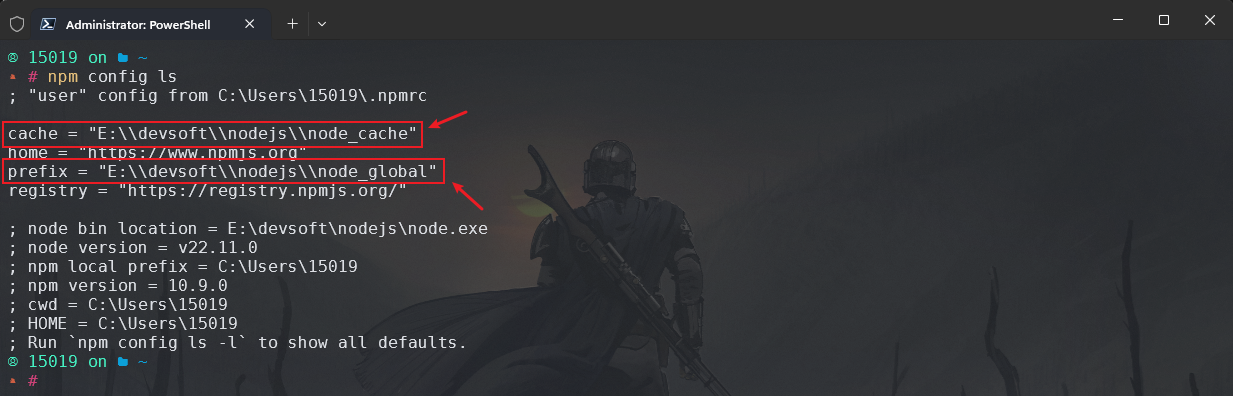 Administrator: PowerShell
15019 on ~
# npm config ls
; "user" config from C:\Users\15019\.npmrc
cache = "E:\\devsoft\\nodejs\\node_cache"
home = "https://www.npmjs.org"
prefix = "E:\\devsoft\\nodejs\\node_global"
registry = "https://registry.npmjs.org/"
; node bin location = E:\devsoft\nodejs\node.exe
; node version = v22.11.0
; npm local prefix = C:\Users\15019
; npm version = 10.9.0
; cwd = C:\Users\15019
; HOME = C:\Users\15019
; Run `npm config ls -l` to show all defaults.
15019 on ~
#